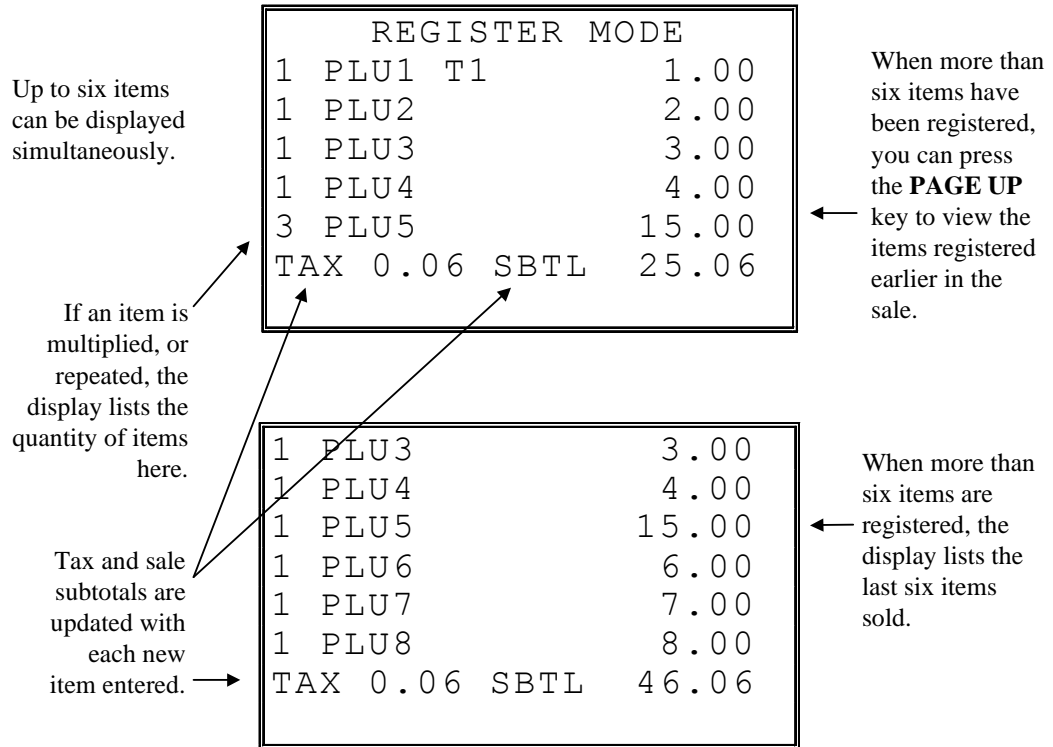 REGISTER MODE
1 PLU1 T1 1.00
1 PLU2 2.00
1 PLU3 3.00
1 PLU4 4.00
3 PLU5 15.00
TAX 0.06 SBTL 25.06
Up to six items
can be displayed
simultaneously.
When more than
six items have
been registered,
you can press
the PAGE UP
key to view the
items registered
earlier in the
sale.
If an item is
multiplied, or
repeated, the
display lists the
quantity of items
here.
1 PLU3 3.00
1 PLU4 4.00
1 PLU5 15.00
1 PLU6 6.00
1 PLU7 7.00
1 PLU8 8.00
TAX 0.06 SBTL 46.06
Tax and sale
subtotals are
updated with
each new
item entered.
When more than
six items are
registered, the
display lists the
last six items
sold.